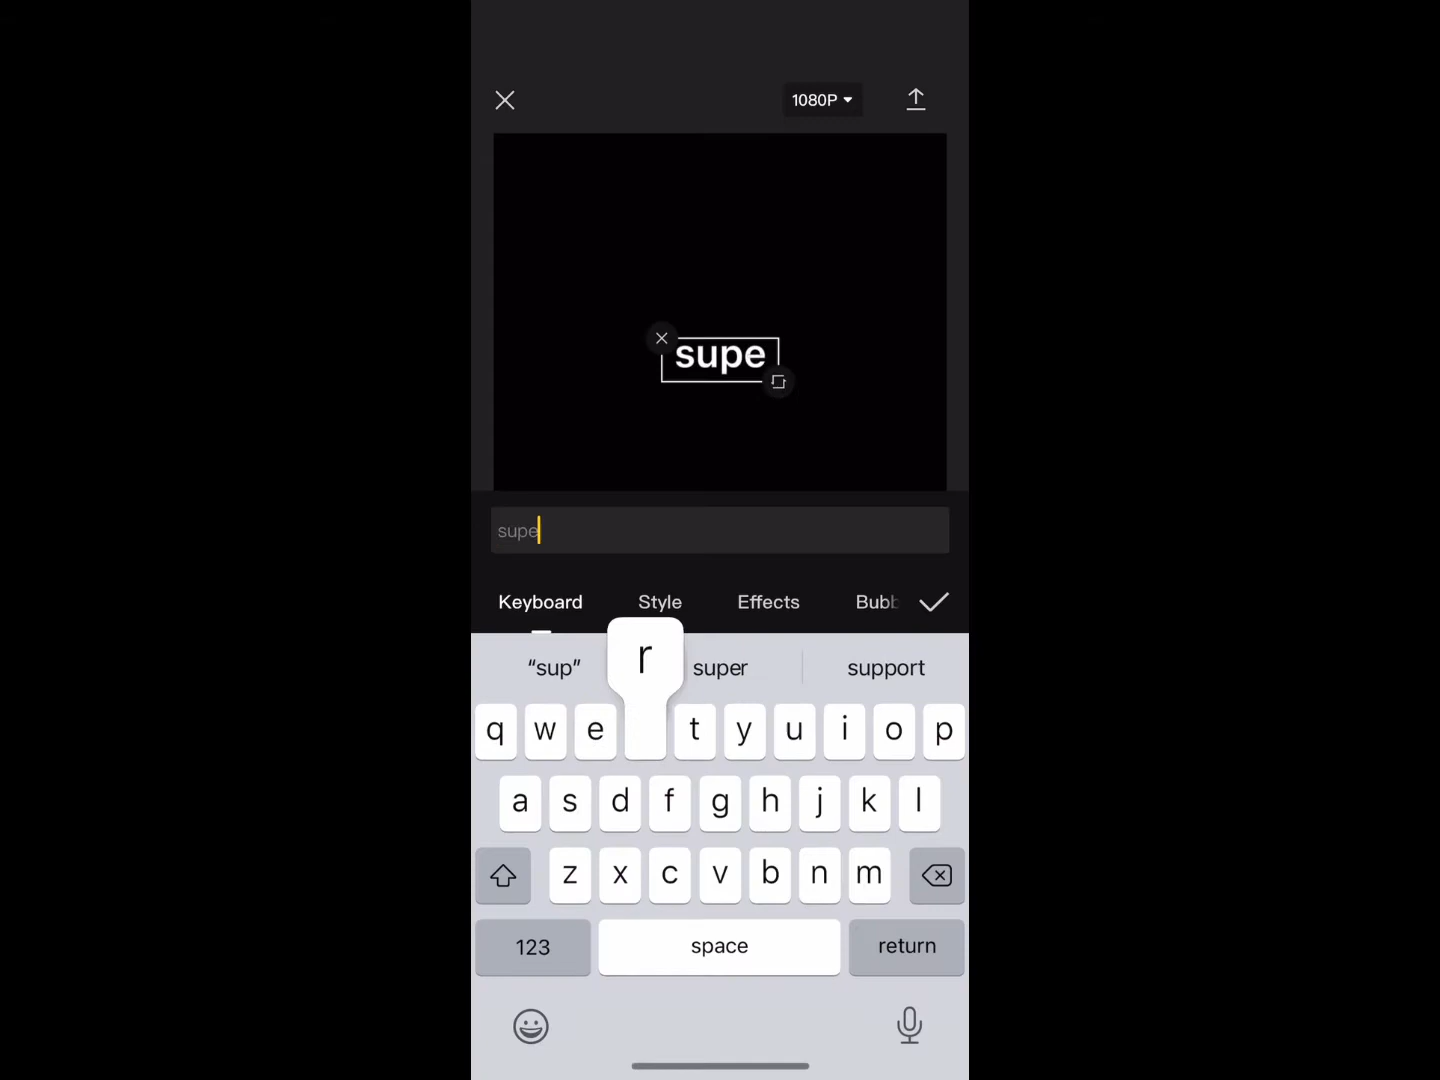 1080P
supe
supe
Keyboard Style Effects Bubb
r
“sup” super support
q w e t y u i o p
a s d f g h j k l
z x c v b n m
123 space return